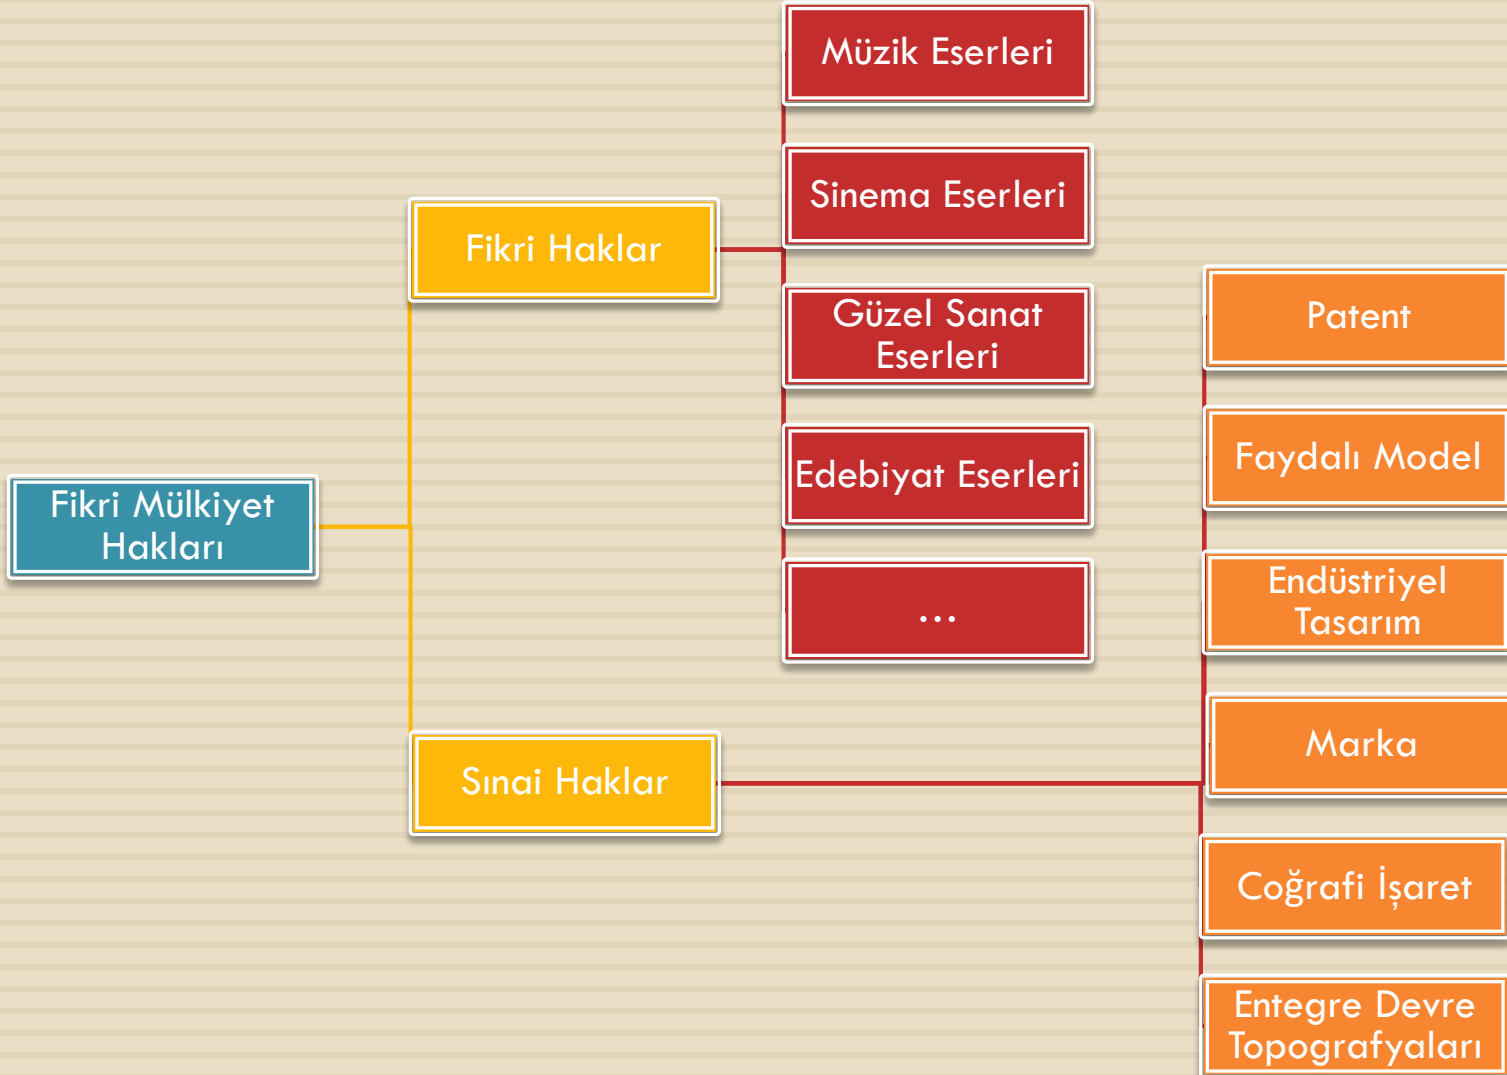 Fikri Mülkiyet
Hakları
Fikri Haklar
Müzik Eserleri
Sinema Eserleri
Güzel Sanat
Eserleri
Edebiyat Eserleri
...
Sınai Haklar
Patent
Faydalı Model
Endüstriyel
Tasarım
Marka
Coğrafi İşaret
Entegre Devre
Topografyaları